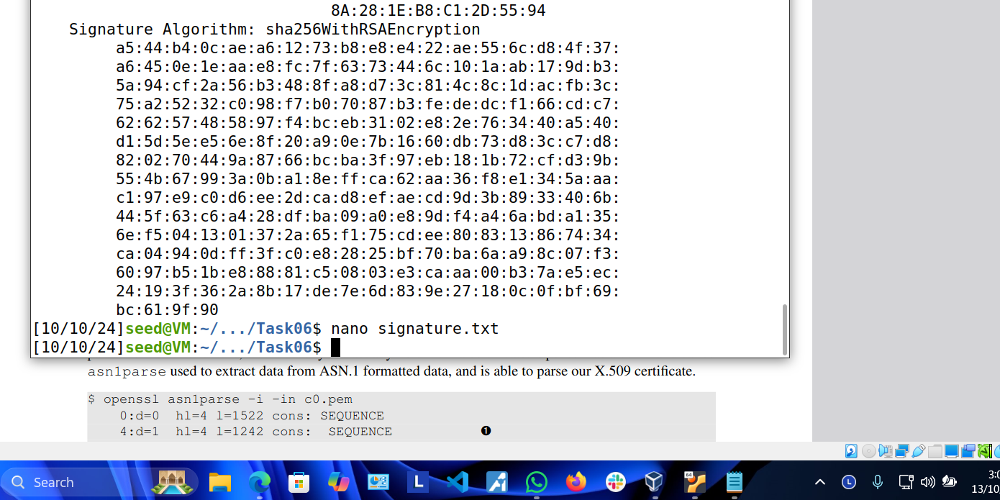 8A:28:1E:B8:C1:2D:55:94
Signature Algorithm: sha256WithRSAEncryption
a5:44:b4:0c:ae:a6:12:73:b8:e8:e4:22:ae:55:6c:d8:4f:37:
a6:45:0e:1e:aa:e8:fc:7f:63:73:44:6c:10:1a:ab:17:9d:b3:
5a:94:cf:2a:56:b3:48:8f:a8:d7:3c:81:4c:8c:1d:ac:fb:3c:
75:a2:52:32:c0:98:f7:b0:70:87:b3:fe:de:dc:f1:66:cd:c7:
62:62:57:48:58:97:f4:bc:eb:31:02:e8:2e:76:34:40:a5:40:
d1:5d:5e:e5:6e:8f:20:a9:0e:7b:16:60:db:73:d8:3c:c7:d8:
82:02:70:44:9a:87:66:bc:ba:3f:97:eb:18:1b:72:cf:d3:9b:
55:4b:67:99:3a:0b:a1:8e:ff:ca:62:aa:36:f8:e1:34:5a:aa:
c1:97:e9:c0:d6:ee:2d:ca:d8:ef:ae:cd:9d:3b:89:33:40:6b:
44:5f:63:c6:a4:28:df:ba:09:a0:e8:9d:f4:a4:6a:bd:a1:35:
6e:f5:04:13:01:37:2a:65:f1:75:cd:ee:80:83:13:86:74:34:
ca:04:94:0d:ff:3f:c0:e8:28:25:bf:70:ba:6a:a9:8c:07:f3:
60:97:b5:1b:e8:88:81:c5:08:03:e3:ca:aa:00:b3:7a:e5:ec:
24:19:3f:36:2a:8b:17:de:7e:6d:83:9e:27:18:0c:0f:bf:69:
bc:61:9f:90
[10/10/24]seed@VM:~/.../Task06$ nano signature.txt
[10/10/24]seed@VM:~/.../Task06$
asn1parse used to extract data from ASN.1 formatted data, and is able to parse our X.509 certificate.
$ openssl asn1parse -i -in c0.pem
0:d=0 hl=4 l=1522 cons: SEQUENCE
4:d=1 hl=4 l=1242 cons: SEQUENCE ❶
Search
L
64
L